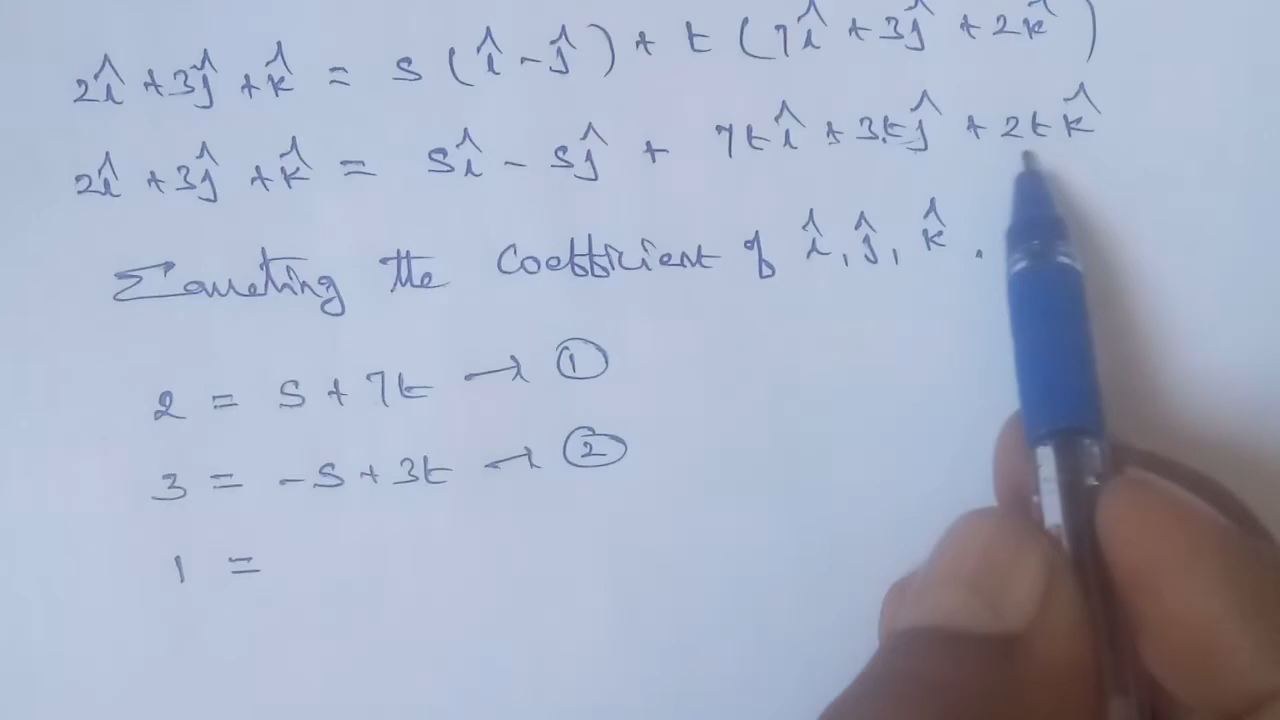 2î + 3ĵ + k̂ = s (î - ĵ) + t (7î + 3ĵ + 2k̂)
2î + 3ĵ + k̂ = sî - sĵ + 7tî + 3tĵ + 2tk̂
Equating the coefficient of î, ĵ, k̂.
2 = s + 7t → ①
3 = -s + 3t → ②
1 =